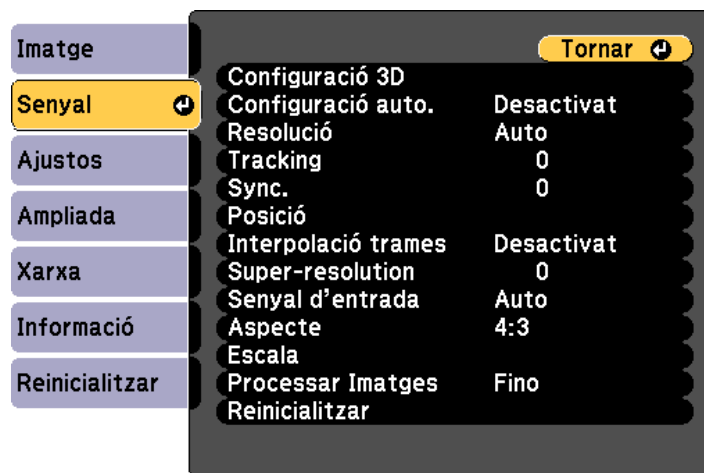 Imatge
Senyal
Ajustos
Ampliada
Xarxa
Informació
Reinicialitzar
Tornar
Configuració 3D
Configuració auto. Desactivat
Resolució Auto
Tracking 0
Sync. 0
Posició
Interpolació trames Desactivat
Super-resolution 0
Senyal d'entrada Auto
Aspecte 4:3
Escala
Processar Imatges Fino
Reinicialitzar